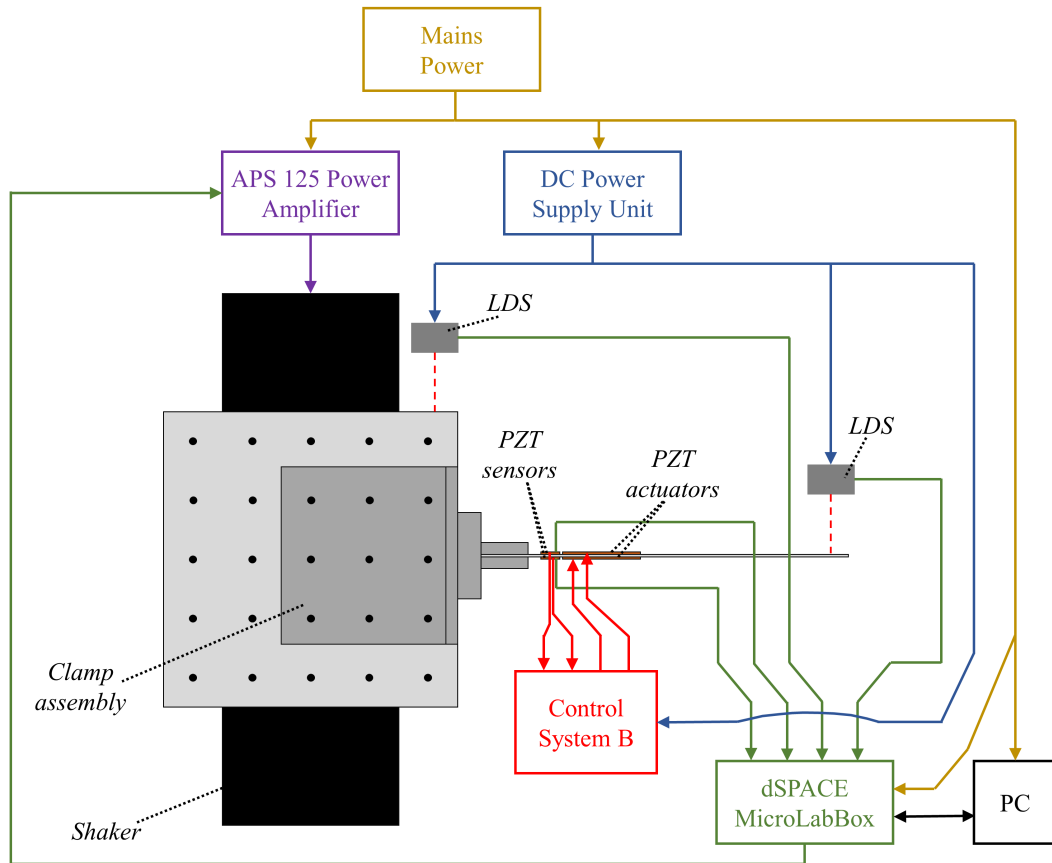 Mains
Power
APS 125 Power
Amplifier
DC Power
Supply Unit
LDS
LDS
PZT
sensors
PZT
actuators
Clamp
assembly
Control
System B
Shaker
dSPACE
MicroLabBox
PC